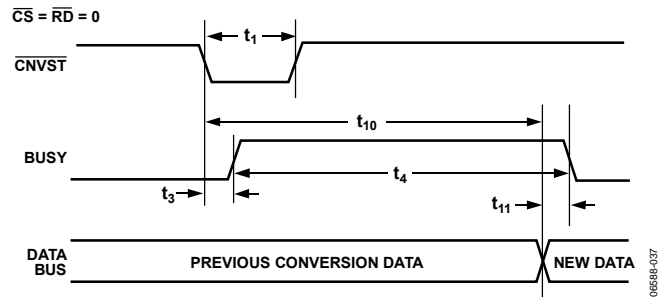 CS = RD = 0
t1
CNVST
t10
BUSY
t4
t3
t11
DATA
BUS
PREVIOUS CONVERSION DATA
NEW DATA
06588-037